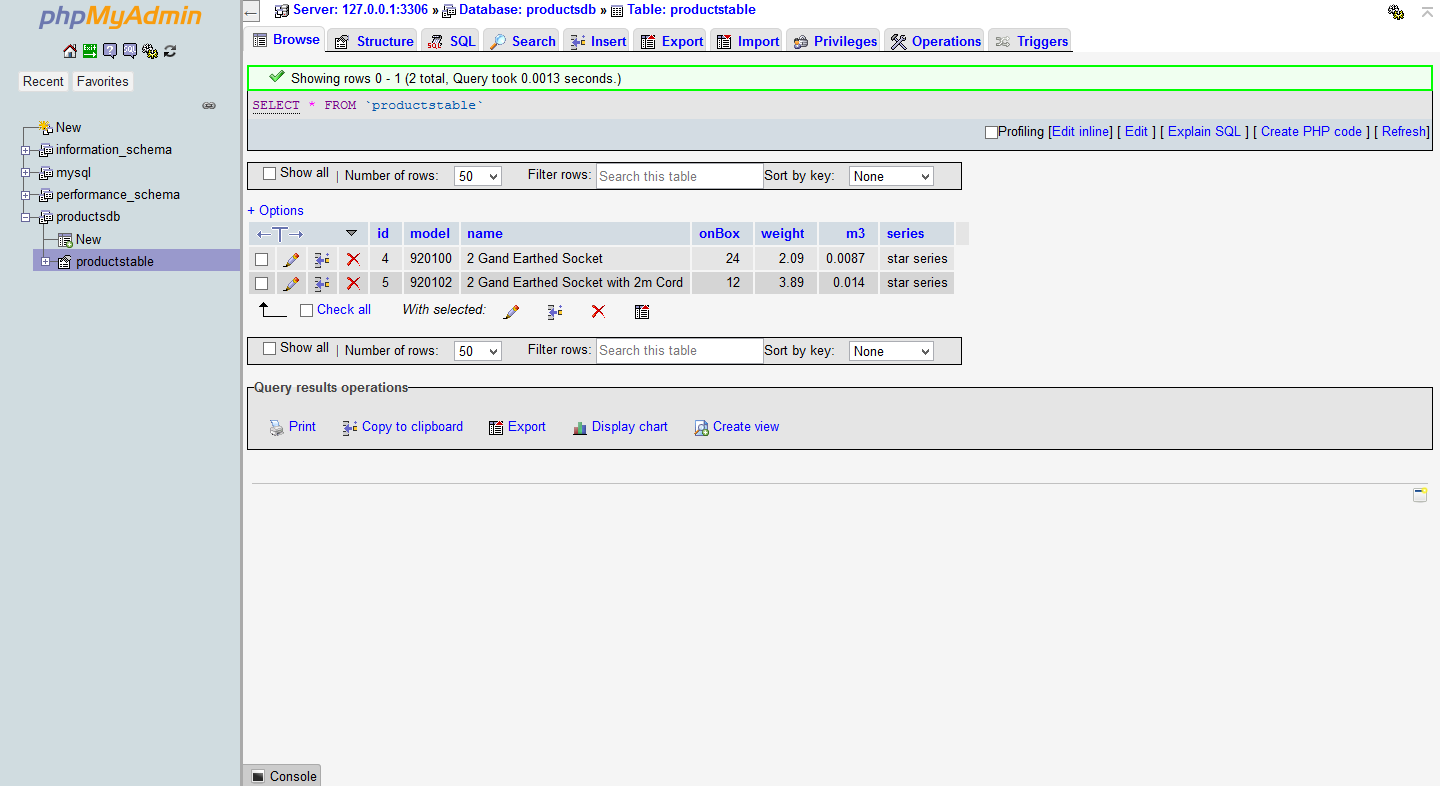 phpMyAdmin
Recent Favorites
New
information_schema
mysql
performance_schema
productsdb
New
productstable
Server: 127.0.0.1:3306 » Database: productsdb » Table: productstable
Browse Structure SQL Search Insert Export Import Privileges Operations Triggers
Showing rows 0 - 1 (2 total, Query took 0.0013 seconds.)
SELECT * FROM `productstable`
Profiling [Edit inline] [ Edit ] [ Explain SQL ] [ Create PHP code ] [ Refresh]
Show all | Number of rows: 50 Filter rows: Search this table Sort by key: None
+ Options
←T→ id model name onBox weight m3 series
4 920100 2 Gand Earthed Socket 24 2.09 0.0087 star series
5 920102 2 Gand Earthed Socket with 2m Cord 12 3.89 0.014 star series
Check all With selected:
Show all | Number of rows: 50 Filter rows: Search this table Sort by key: None
Query results operations
Print Copy to clipboard Export Display chart Create view
Console